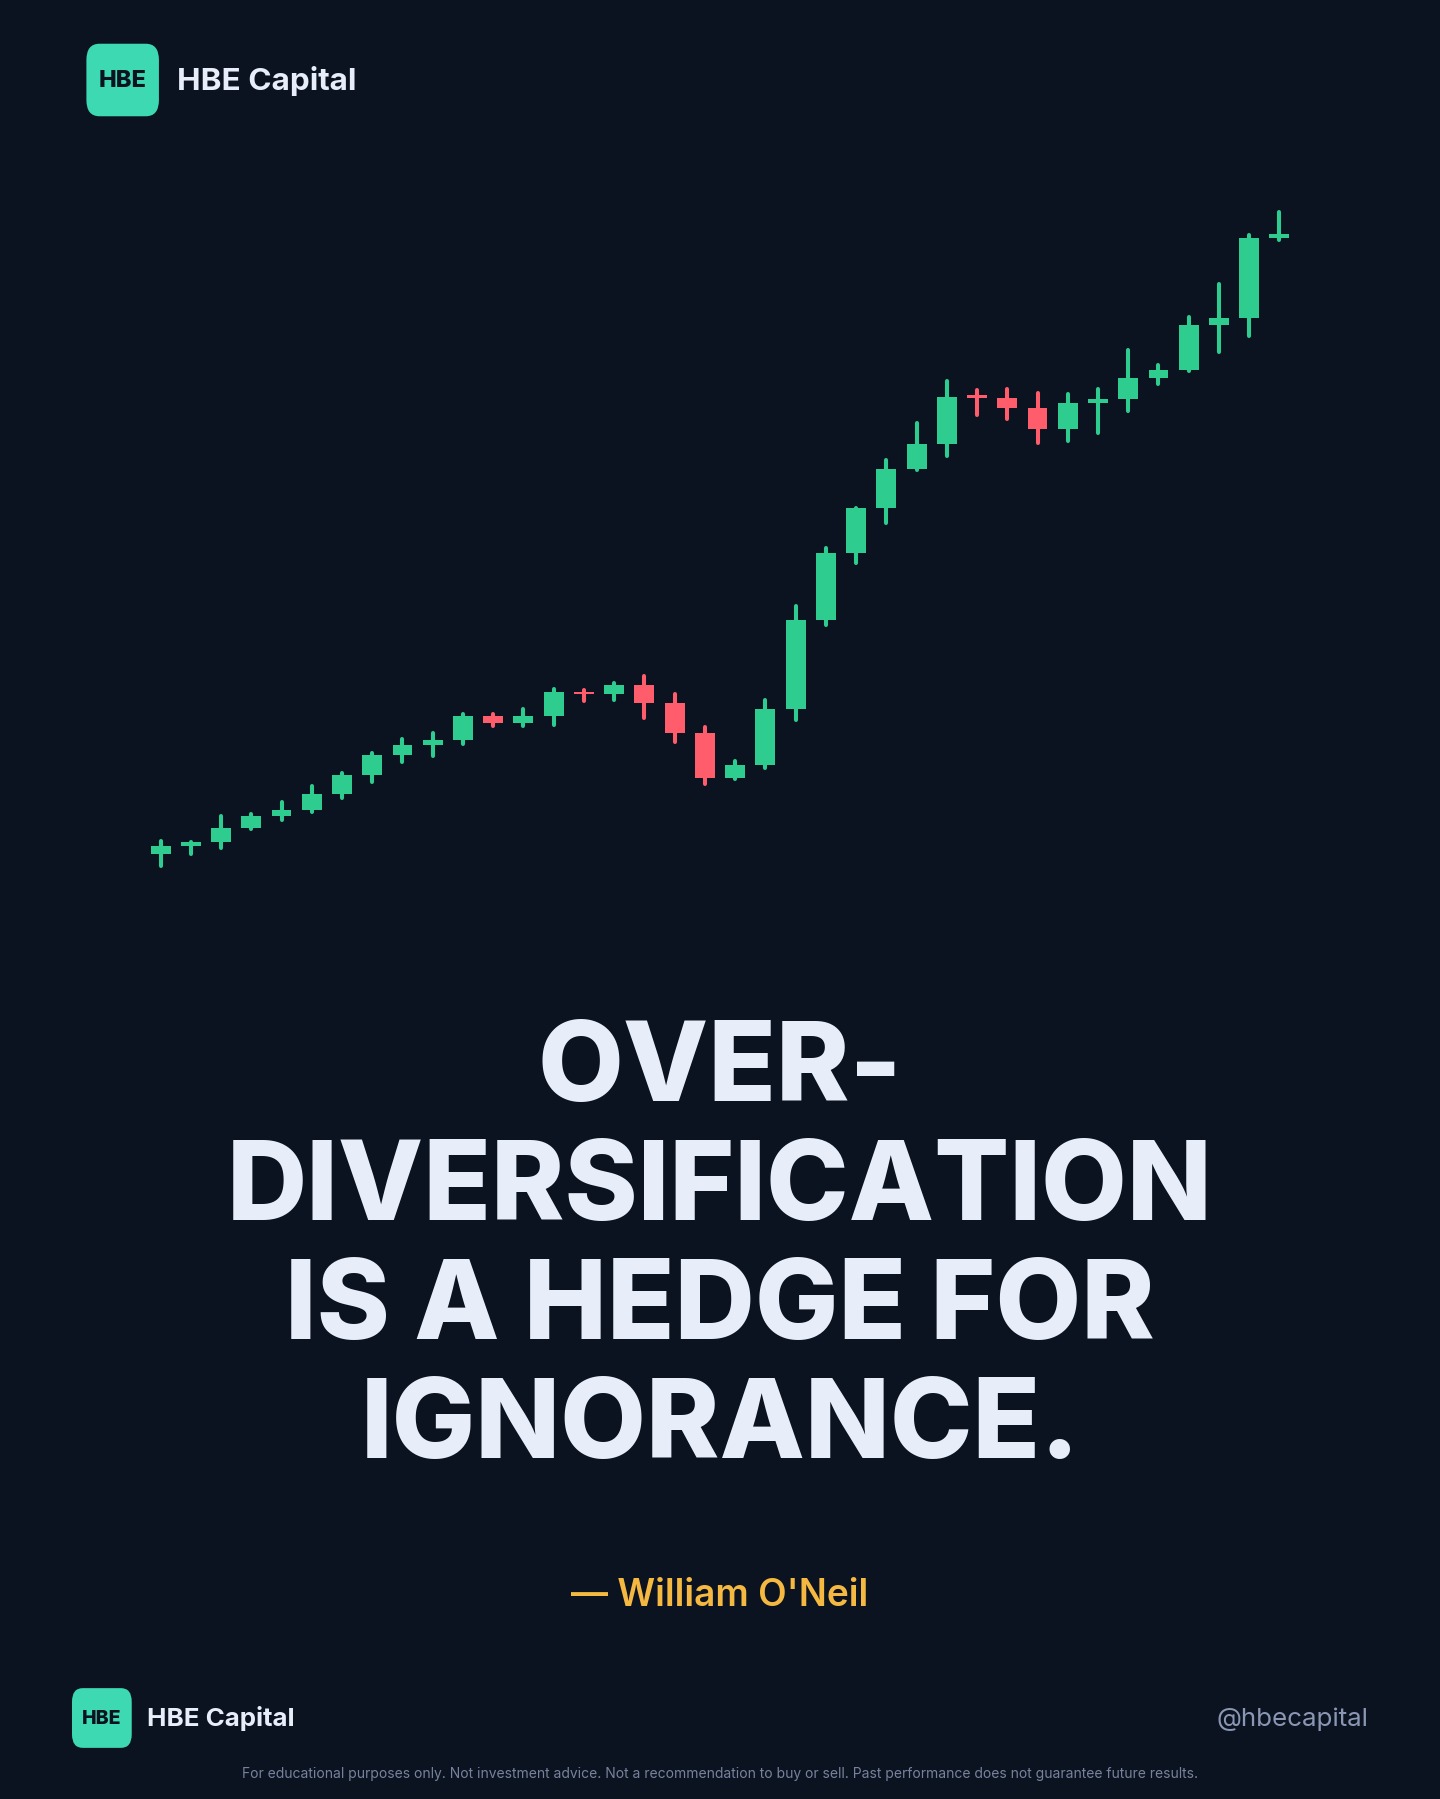 HBE
HBE Capital
OVER-
DIVERSIFICATION
IS A HEDGE FOR
IGNORANCE.
— William O'Neil
HBE
HBE Capital
@hbecapital
For educational purposes only. Not investment advice. Not a recommendation to buy or sell. Past performance does not guarantee future results.